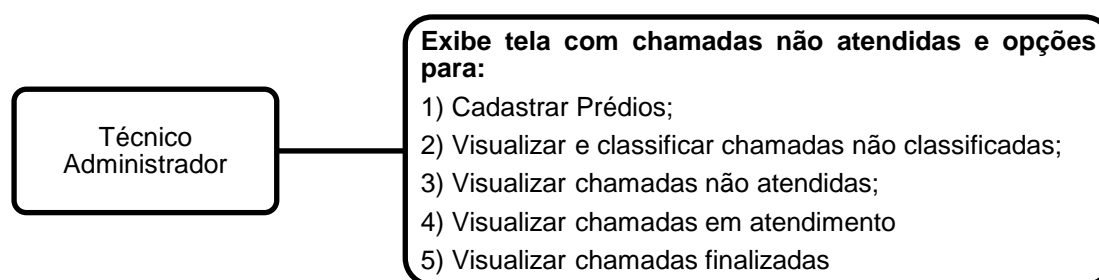 Técnico
Administrador
Exibe tela com chamadas não atendidas e opções
para:
1) Cadastrar Prédios;
2) Visualizar e classificar chamadas não classificadas;
3) Visualizar chamadas não atendidas;
4) Visualizar chamadas em atendimento
5) Visualizar chamadas finalizadas